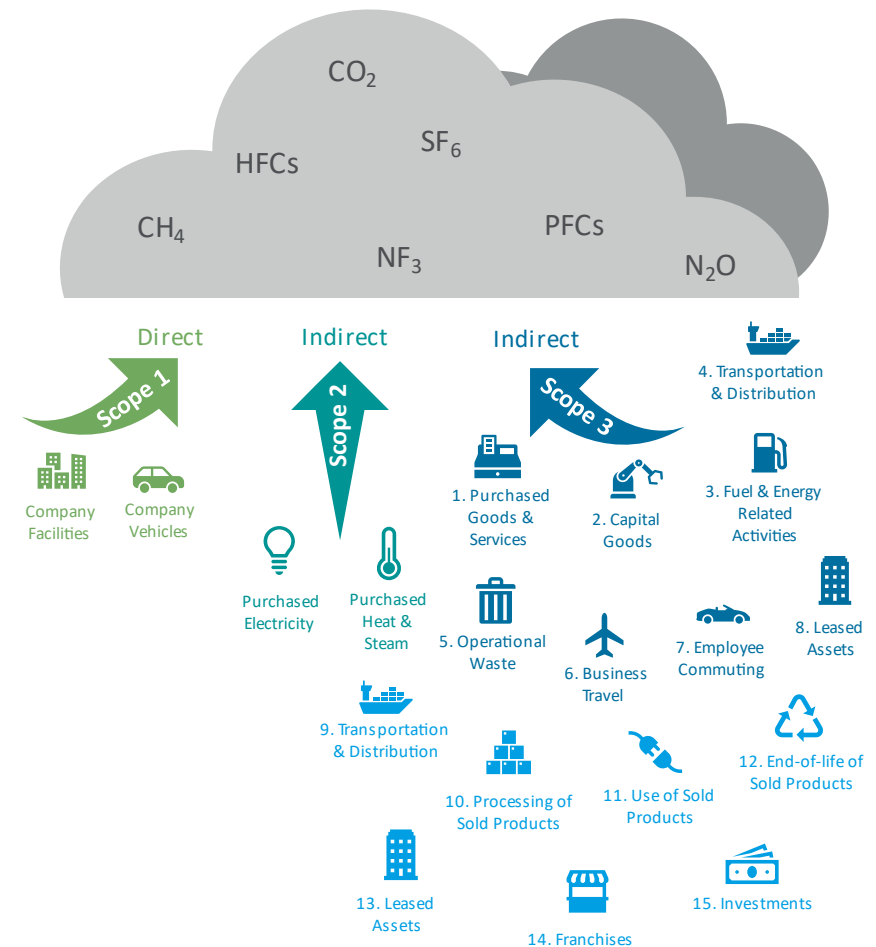 CO₂
HFCs
SF₆
CH₄
PFCs
NF₃
N₂O
Direct
Scope 1
Company
Facilities
Company
Vehicles
Indirect
Scope 2
Purchased
Electricity
Purchased
Heat &
Steam
Indirect
Scope 3
1. Purchased
Goods &
Services
2. Capital
Goods
3. Fuel & Energy
Related
Activities
4. Transportation
& Distribution
5. Operational
Waste
6. Business
Travel
7. Employee
Commuting
8. Leased
Assets
9. Transportation
& Distribution
10. Processing of
Sold Products
11. Use of Sold
Products
12. End-of-life of
Sold Products
13. Leased
Assets
14. Franchises
15. Investments